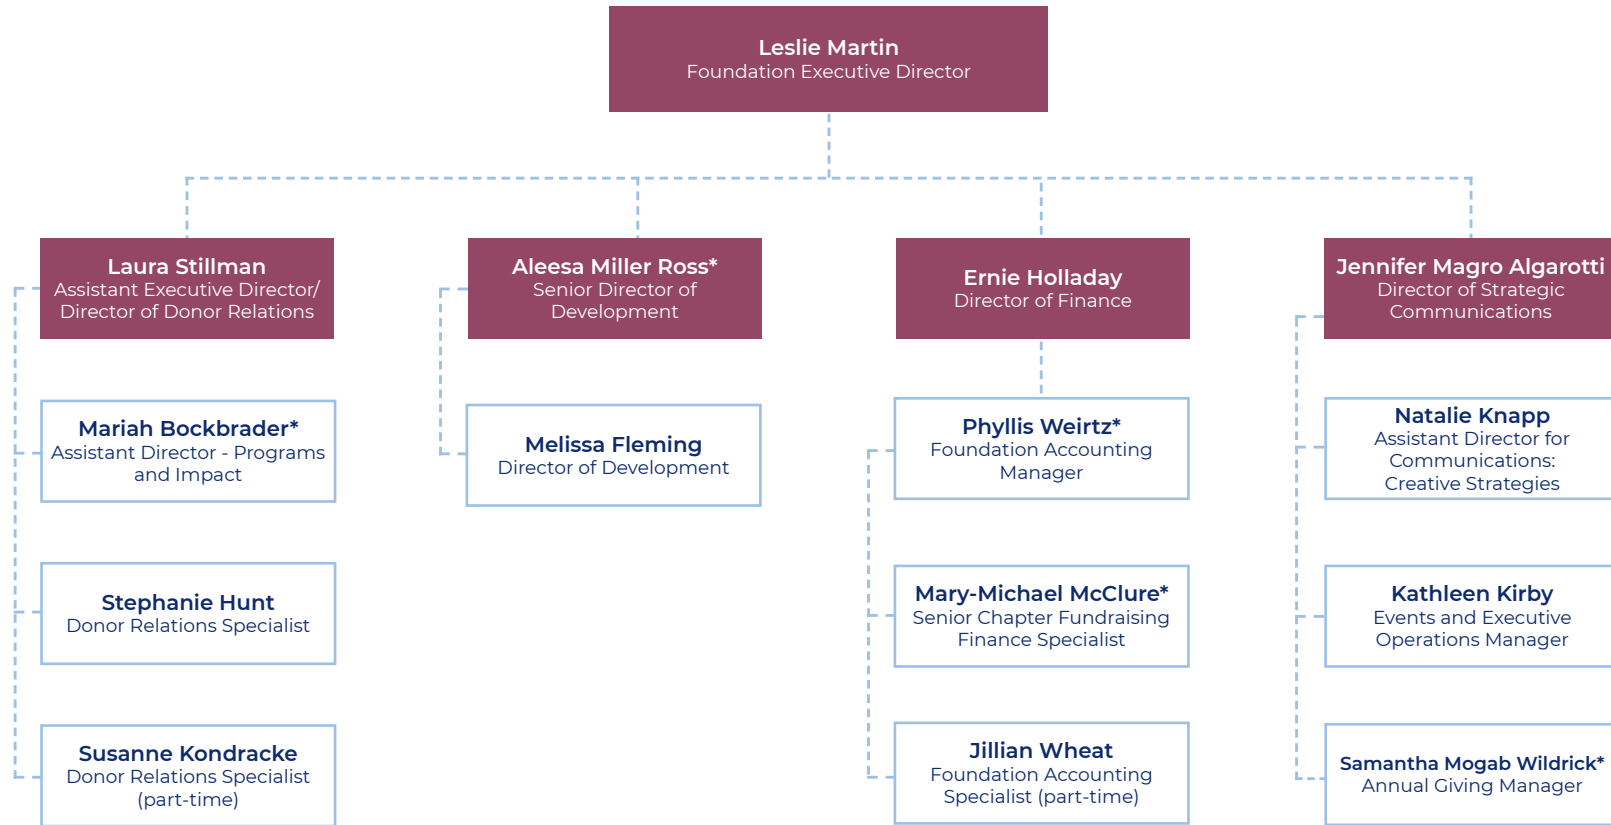 Leslie Martin
Foundation Executive Director
Laura Stillman
Assistant Executive Director/
Director of Donor Relations
Aleesa Miller Ross*
Senior Director of
Development
Ernie Holladay
Director of Finance
Jennifer Magro Algarotti
Director of Strategic
Communications
Mariah Bockbrader*
Assistant Director - Programs
and Impact
Melissa Fleming
Director of Development
Phyllis Weirtz*
Foundation Accounting
Manager
Natalie Knapp
Assistant Director for
Communications:
Creative Strategies
Stephanie Hunt
Donor Relations Specialist
Mary-Michael McClure*
Senior Chapter Fundraising
Finance Specialist
Kathleen Kirby
Events and Executive
Operations Manager
Susanne Kondracke
Donor Relations Specialist
(part-time)
Jillian Wheat
Foundation Accounting
Specialist (part-time)
Samantha Mogab Wildrick*
Annual Giving Manager